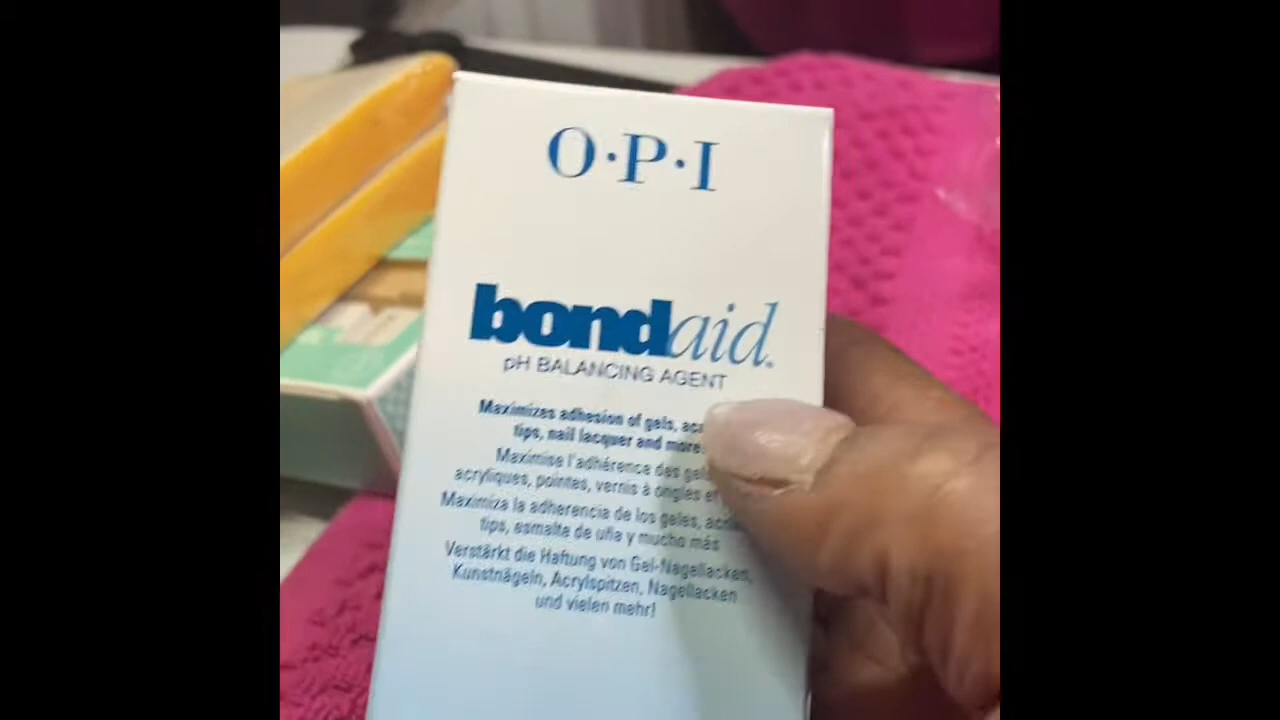 O·P·I
bondaid.
pH BALANCING AGENT
Maximizes adhesion of gels,
tips, nail lacquer and more
Maximise l'adhérence des
acryliques, pointes, vernis à ongles
Maximiza la adherencia de los geles,
tips, esmalte de uña y mucho más
Verstärkt die Haftung von Gel-Nagellacken,
Kunstnägeln, Acrylspitzen, Nagellacken
und vielen mehr!